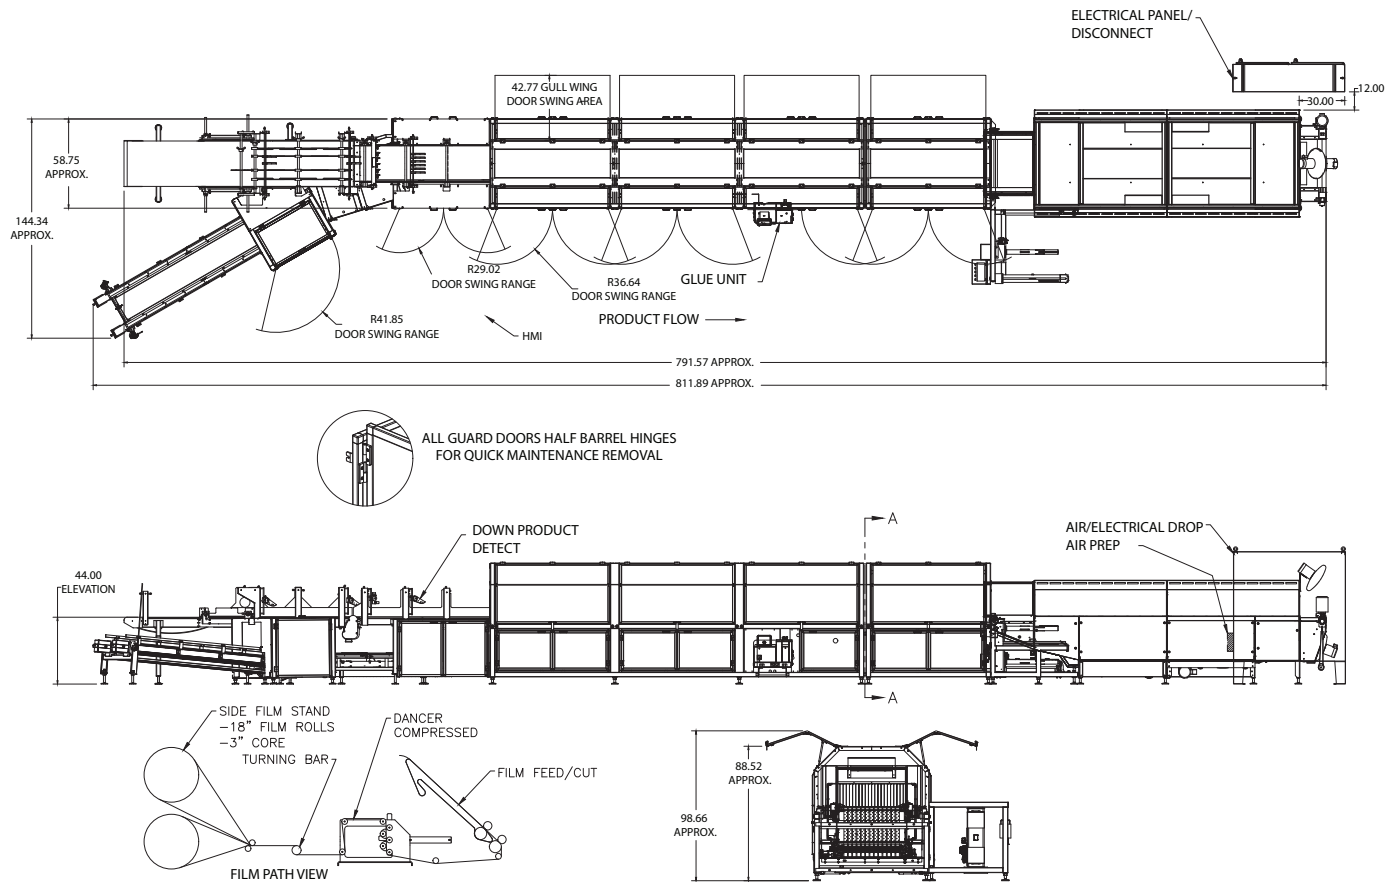 ELECTRICAL PANEL/
DISCONNECT
12.00
30.00
42.77 GULL WING
DOOR SWING AREA
58.75
APPROX.
144.34
APPROX.
R29.02
DOOR SWING RANGE
R36.64
DOOR SWING RANGE
GLUE UNIT
R41.85
DOOR SWING RANGE
HMI
PRODUCT FLOW
791.57 APPROX.
811.89 APPROX.
ALL GUARD DOORS HALF BARREL HINGES
FOR QUICK MAINTENANCE REMOVAL
DOWN PRODUCT
DETECT
A
AIR/ELECTRICAL DROP
AIR PREP
44.00
ELEVATION
A
SIDE FILM STAND
-18" FILM ROLLS
-3" CORE
TURNING BAR
DANCER
COMPRESSED
FILM FEED/CUT
FILM PATH VIEW
88.52
APPROX.
98.66
APPROX.